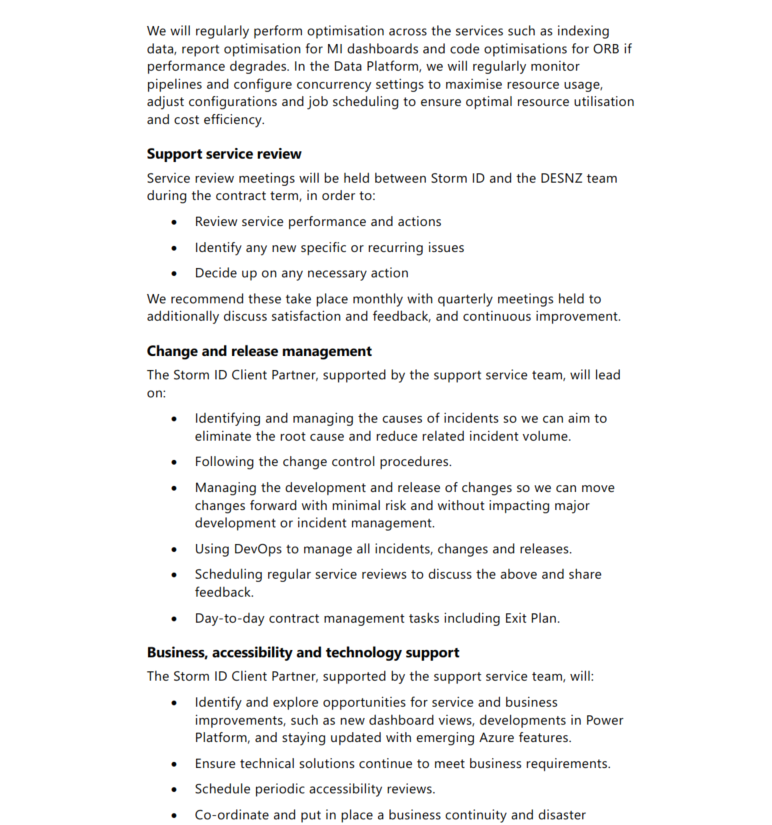 We will regularly perform optimisation across the services such as indexing
data, report optimisation for MI dashboards and code optimisations for ORB if
performance degrades. In the Data Platform, we will regularly monitor
pipelines and configure concurrency settings to maximise resource usage,
adjust configurations and job scheduling to ensure optimal resource utilisation
and cost efficiency.
Support service review
Service review meetings will be held between Storm ID and the DESNZ team
during the contract term, in order to:
• Review service performance and actions
• Identify any new specific or recurring issues
• Decide up on any necessary action
We recommend these take place monthly with quarterly meetings held to
additionally discuss satisfaction and feedback, and continuous improvement.
Change and release management
The Storm ID Client Partner, supported by the support service team, will lead
on:
• Identifying and managing the causes of incidents so we can aim to
eliminate the root cause and reduce related incident volume.
• Following the change control procedures.
• Managing the development and release of changes so we can move
changes forward with minimal risk and without impacting major
development or incident management.
• Using DevOps to manage all incidents, changes and releases.
• Scheduling regular service reviews to discuss the above and share
feedback.
• Day-to-day contract management tasks including Exit Plan.
Business, accessibility and technology support
The Storm ID Client Partner, supported by the support service team, will:
• Identify and explore opportunities for service and business
improvements, such as new dashboard views, developments in Power
Platform, and staying updated with emerging Azure features.
• Ensure technical solutions continue to meet business requirements.
• Schedule periodic accessibility reviews.
• Co-ordinate and put in place a business continuity and disaster